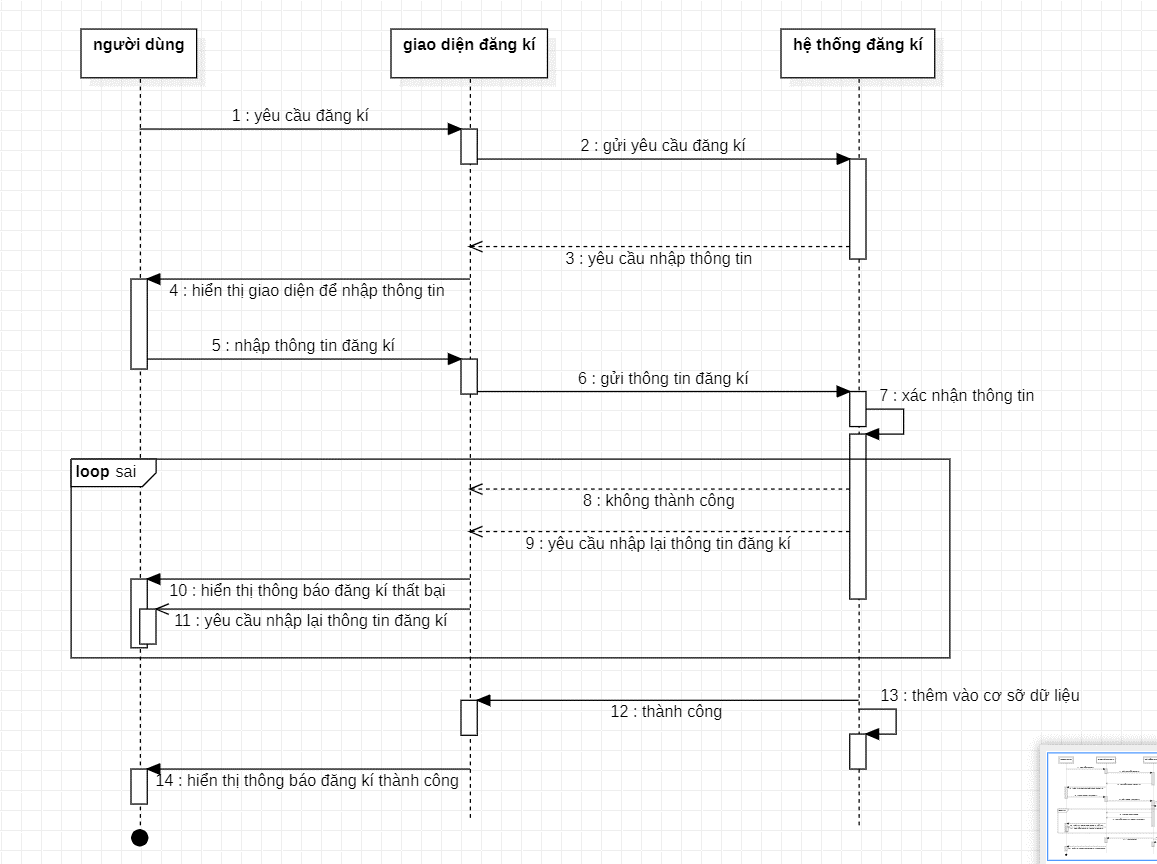 người dùng
giao diện đăng kí
hệ thống đăng kí
1 : yêu cầu đăng kí
2 : gửi yêu cầu đăng kí
3 : yêu cầu nhập thông tin
4 : hiển thị giao diện để nhập thông tin
5 : nhập thông tin đăng kí
6 : gửi thông tin đăng kí
7 : xác nhận thông tin
loop sai
8 : không thành công
9 : yêu cầu nhập lại thông tin đăng kí
10 : hiển thị thông báo đăng kí thất bại
11 : yêu cầu nhập lại thông tin đăng kí
13 : thêm vào cơ sỡ dữ liệu
12 : thành công
14 : hiển thị thông báo đăng kí thành công